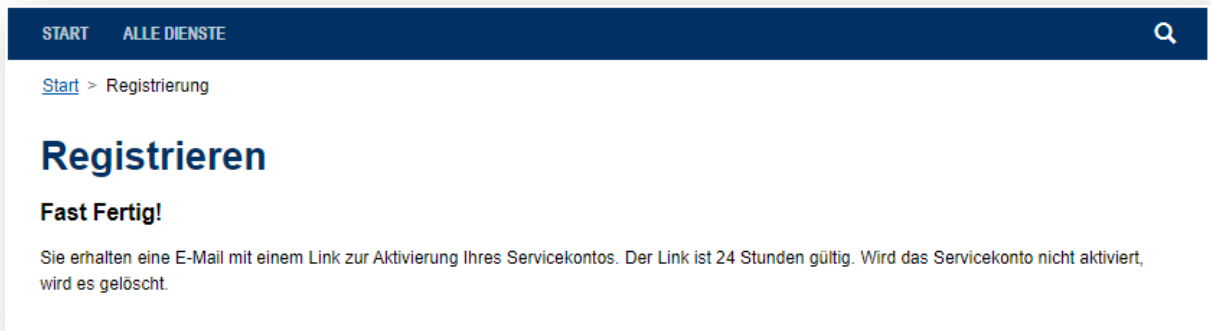 START ALLE DIENSTE
Start > Registrierung
Registrieren
Fast Fertig!
Sie erhalten eine E-Mail mit einem Link zur Aktivierung Ihres Servicekontos. Der Link ist 24 Stunden gültig. Wird das Servicekonto nicht aktiviert,
wird es gelöscht.